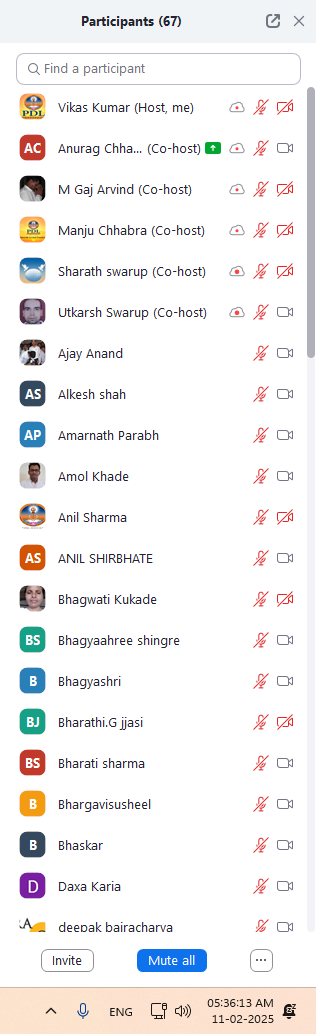 Participants (67)
Find a participant
PDL
Vikas Kumar (Host, me)
AC
Anurag Chha... (Co-host)
M Gaj Arvind (Co-host)
PDL
Manju Chhabra (Co-host)
Sharath swarup (Co-host)
Utkarsh Swarup (Co-host)
Ajay Anand
AS
Alkesh shah
AP
Amarnath Parabh
Amol Khade
Anil Sharma
AS
ANIL SHIRBHATE
Bhagwati Kukade
BS
Bhagyaahree shingre
B
Bhagyashri
BJ
Bharathi.G jjasi
BS
Bharati sharma
B
Bhargavisusheel
B
Bhaskar
D
Daxa Karia
deepak bajracharya
Invite
Mute all
ENG
05:36:13 AM
11-02-2025